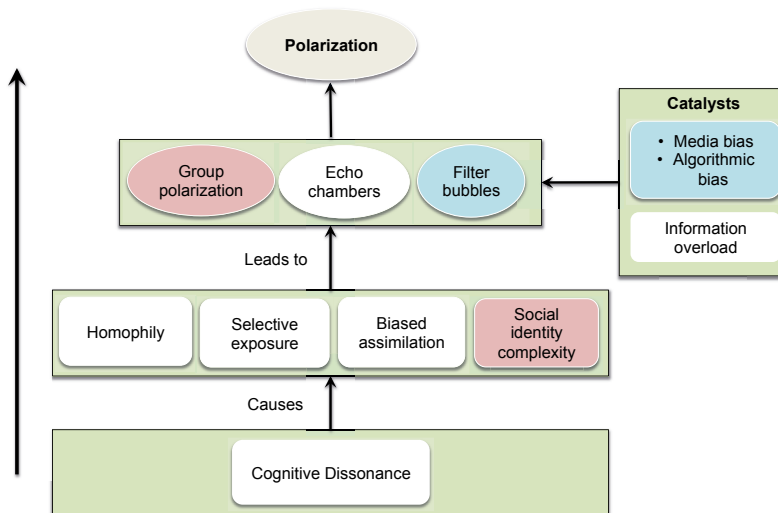 Polarization
Catalysts
• Media bias
• Algorithmic
bias
Information
overload
Group
polarization
Echo
chambers
Filter
bubbles
Leads to
Homophily
Selective
exposure
Biased
assimilation
Social
identity
complexity
Causes
Cognitive Dissonance